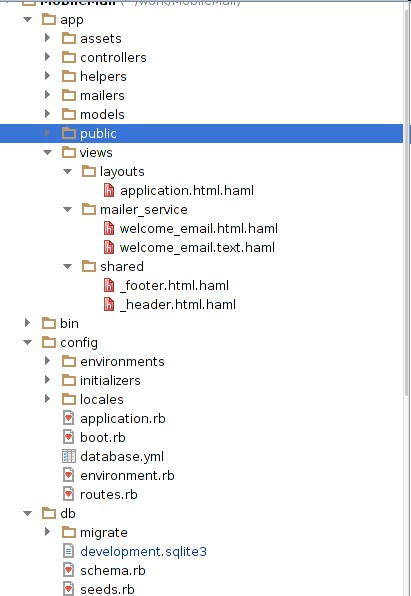 MobileMail (~/work/MobileMail)
app
assets
controllers
helpers
mailers
models
public
views
layouts
application.html.haml
mailer_service
welcome_email.html.haml
welcome_email.text.haml
shared
_footer.html.haml
_header.html.haml
bin
config
environments
initializers
locales
application.rb
boot.rb
database.yml
environment.rb
routes.rb
db
migrate
development.sqlite3
schema.rb
seeds.rb